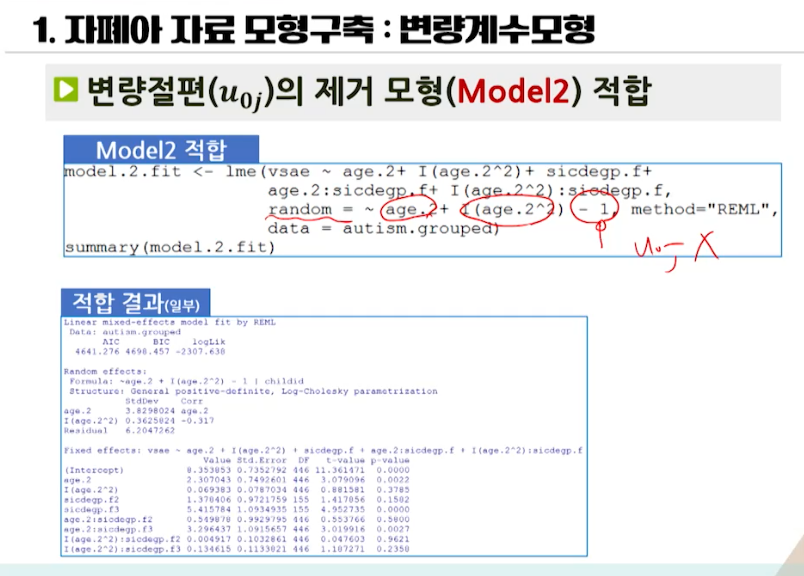 1. 자폐아 자료 모형구축 : 변량계수모형
변량절편(u₀ⱼ)의 제거 모형(Model2) 적합
Model2 적합
model.2.fit <- lme(vsae ~ age.2+ I(age.2^2)+ sicdegp.f+
age.2:sicdegp.f+ I(age.2^2):sicdegp.f,
random = ~ age.2+ I(age.2^2) - 1, method="REML",
data = autism.grouped)
summary(model.2.fit)
u₀ⱼ X
적합 결과(일부)
Linear mixed-effects model fit by REML
Data: autism.grouped
AIC BIC logLik
4641.276 4698.457 -2307.638
Random effects:
Formula: ~age.2 + I(age.2^2) - 1 | childid
Structure: General positive-definite, Log-Cholesky parametrization
StdDev Corr
age.2 3.8298024 age.2
I(age.2^2) 0.3625824 -0.317
Residual 6.2047262
Fixed effects: vsae ~ age.2 + I(age.2^2) + sicdegp.f + age.2:sicdegp.f + I(age.2^2):sicdegp.f
Value Std.Error DF t-value p-value
(Intercept) 8.353853 0.7352792 446 11.361471 0.0000
age.2 2.307043 0.7492601 446 3.079096 0.0022
I(age.2^2) 0.069383 0.0787034 446 0.881581 0.3785
sicdegp.f2 1.378406 0.9721759 155 1.417856 0.1582
sicdegp.f3 5.415784 1.0934935 155 4.952735 0.0000
age.2:sicdegp.f2 0.549878 0.9929795 446 0.553766 0.5800
age.2:sicdegp.f3 3.296437 1.0915657 446 3.019916 0.0027
I(age.2^2):sicdegp.f2 0.004917 0.1032861 446 0.047603 0.9621
I(age.2^2):sicdegp.f3 0.134615 0.1133821 446 1.187271 0.2358